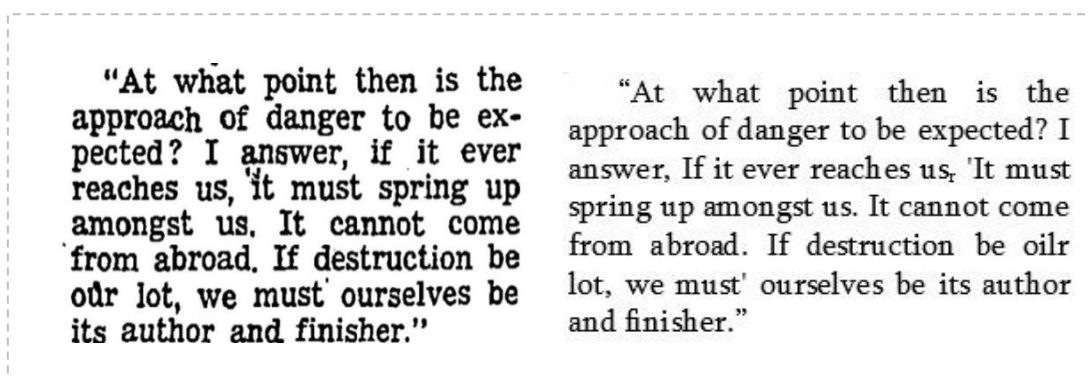 “At what point then is the
approach of danger to be ex-
pected? I answer, if it ever
reaches us, it must spring up
amongst us. It cannot come
from abroad. If destruction be
our lot, we must ourselves be
its author and finisher.”
“At what point then is the
approach of danger to be expected? I
answer, If it ever reaches us, 'It must
spring up amongst us. It cannot come
from abroad. If destruction be oilr
lot, we must' ourselves be its author
and finisher.”